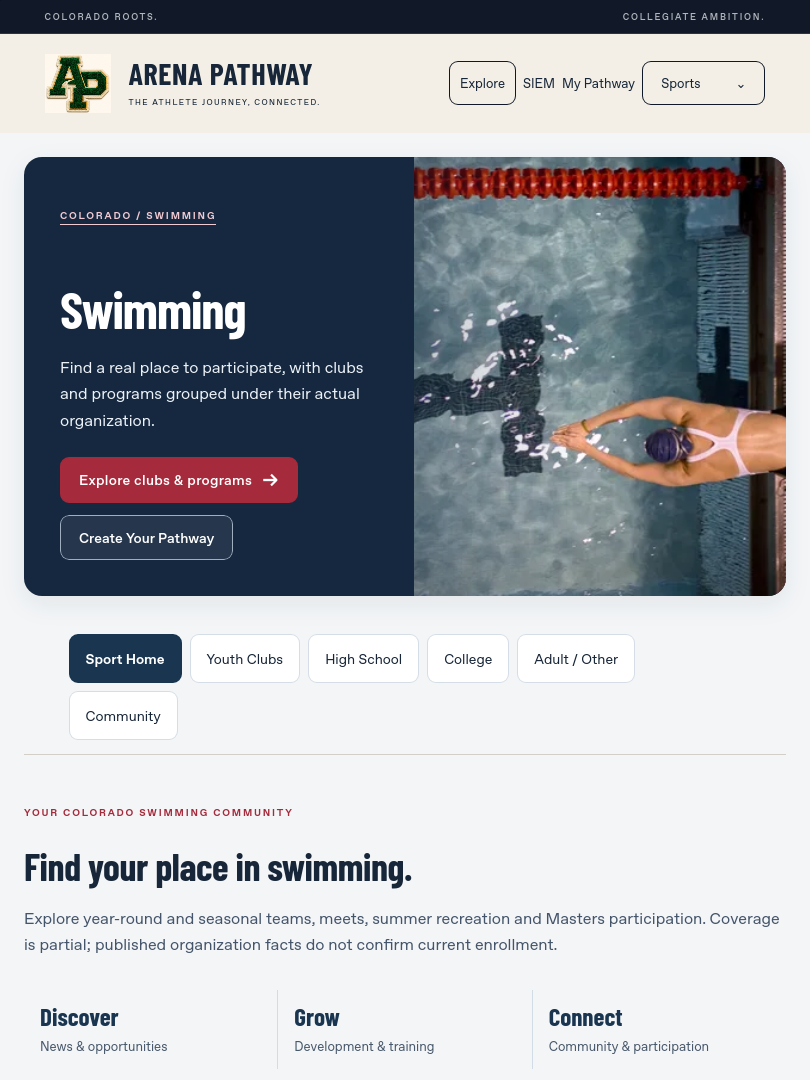 COLORADO ROOTS.
COLLEGIATE AMBITION.
AP
ARENA PATHWAY
THE ATHLETE JOURNEY, CONNECTED.
Explore
SIEM
My Pathway
Sports
COLORADO / SWIMMING
Swimming
Find a real place to participate, with clubs
and programs grouped under their actual
organization.
Explore clubs & programs
Create Your Pathway
Sport Home
Youth Clubs
High School
College
Adult / Other
Community
YOUR COLORADO SWIMMING COMMUNITY
Find your place in swimming.
Explore year-round and seasonal teams, meets, summer recreation and Masters participation. Coverage
is partial; published organization facts do not confirm current enrollment.
Discover
News & opportunities
Grow
Development & training
Connect
Community & participation